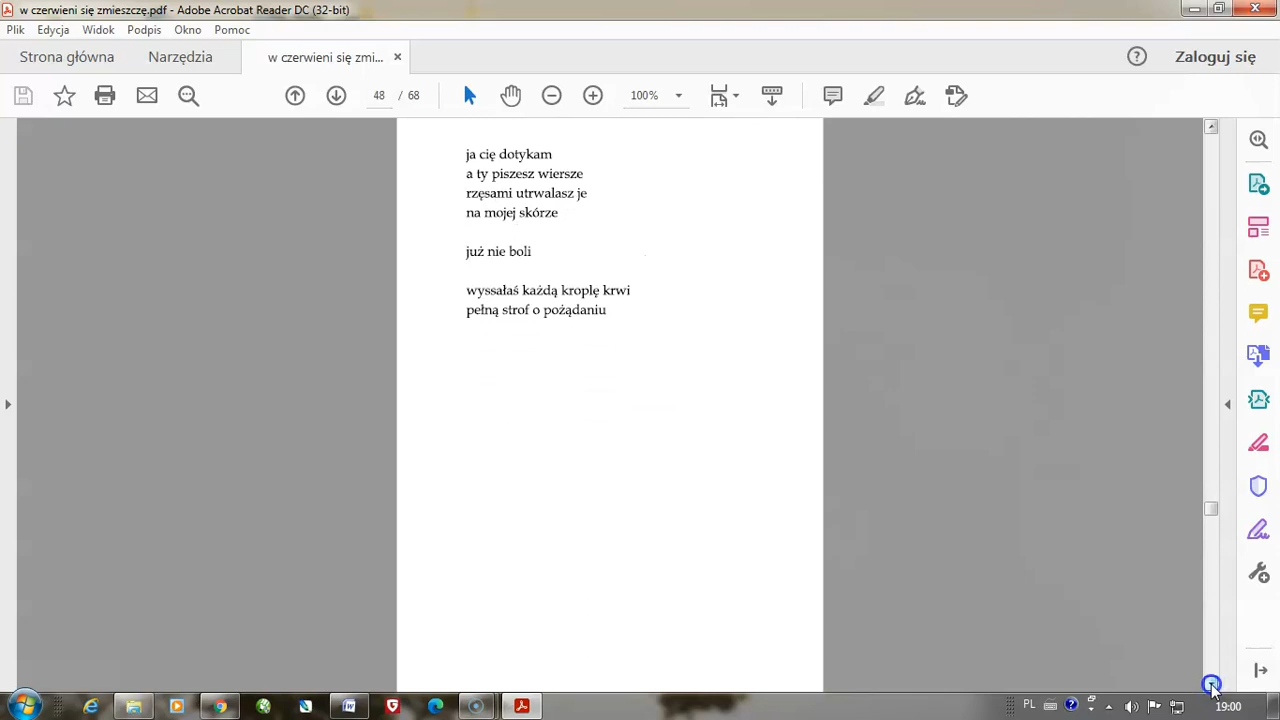 w czerwieni się zmieszczę.pdf - Adobe Acrobat Reader DC (32-bit)
Plik Edycja Widok Podpis Okno Pomoc
Strona główna Narzędzia w czerwieni się zmi... Zaloguj się
48 / 68 100%
ja cię dotykam
a ty piszesz wiersze
rzęsami utrwalasz je
na mojej skórze
już nie boli
wyssałaś każdą kroplę krwi
pełną strof o pożądaniu
PL 19:00